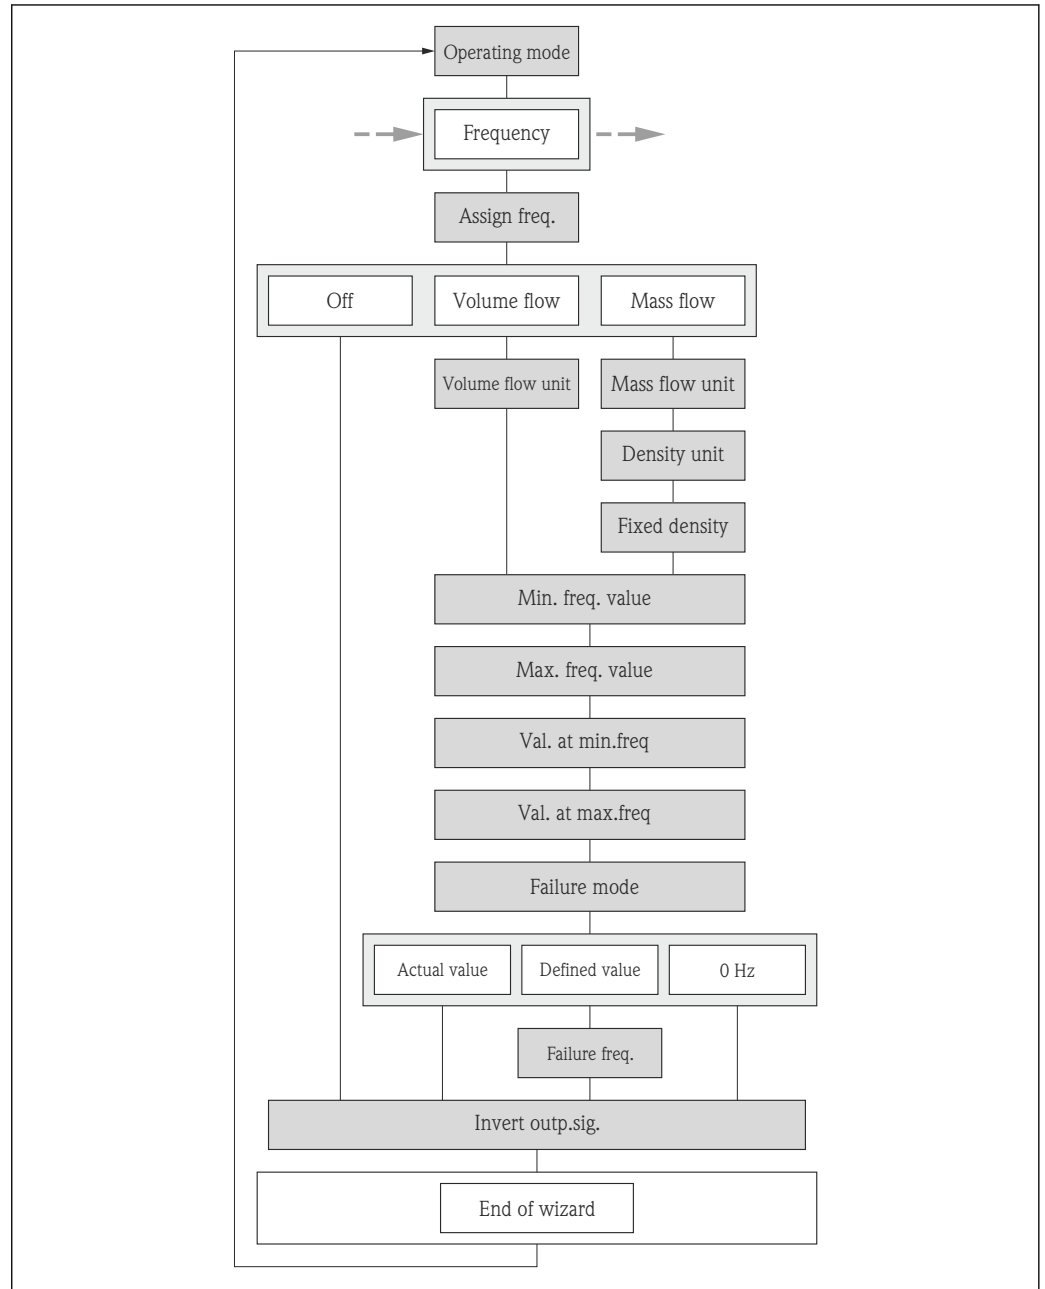 Operating mode
Frequency
Assign freq.
Off
Volume flow
Mass flow
Volume flow unit
Mass flow unit
Density unit
Fixed density
Min. freq. value
Max. freq. value
Val. at min.freq
Val. at max.freq
Failure mode
Actual value
Defined value
0 Hz
Failure freq.
Invert outp.sig.
End of wizard